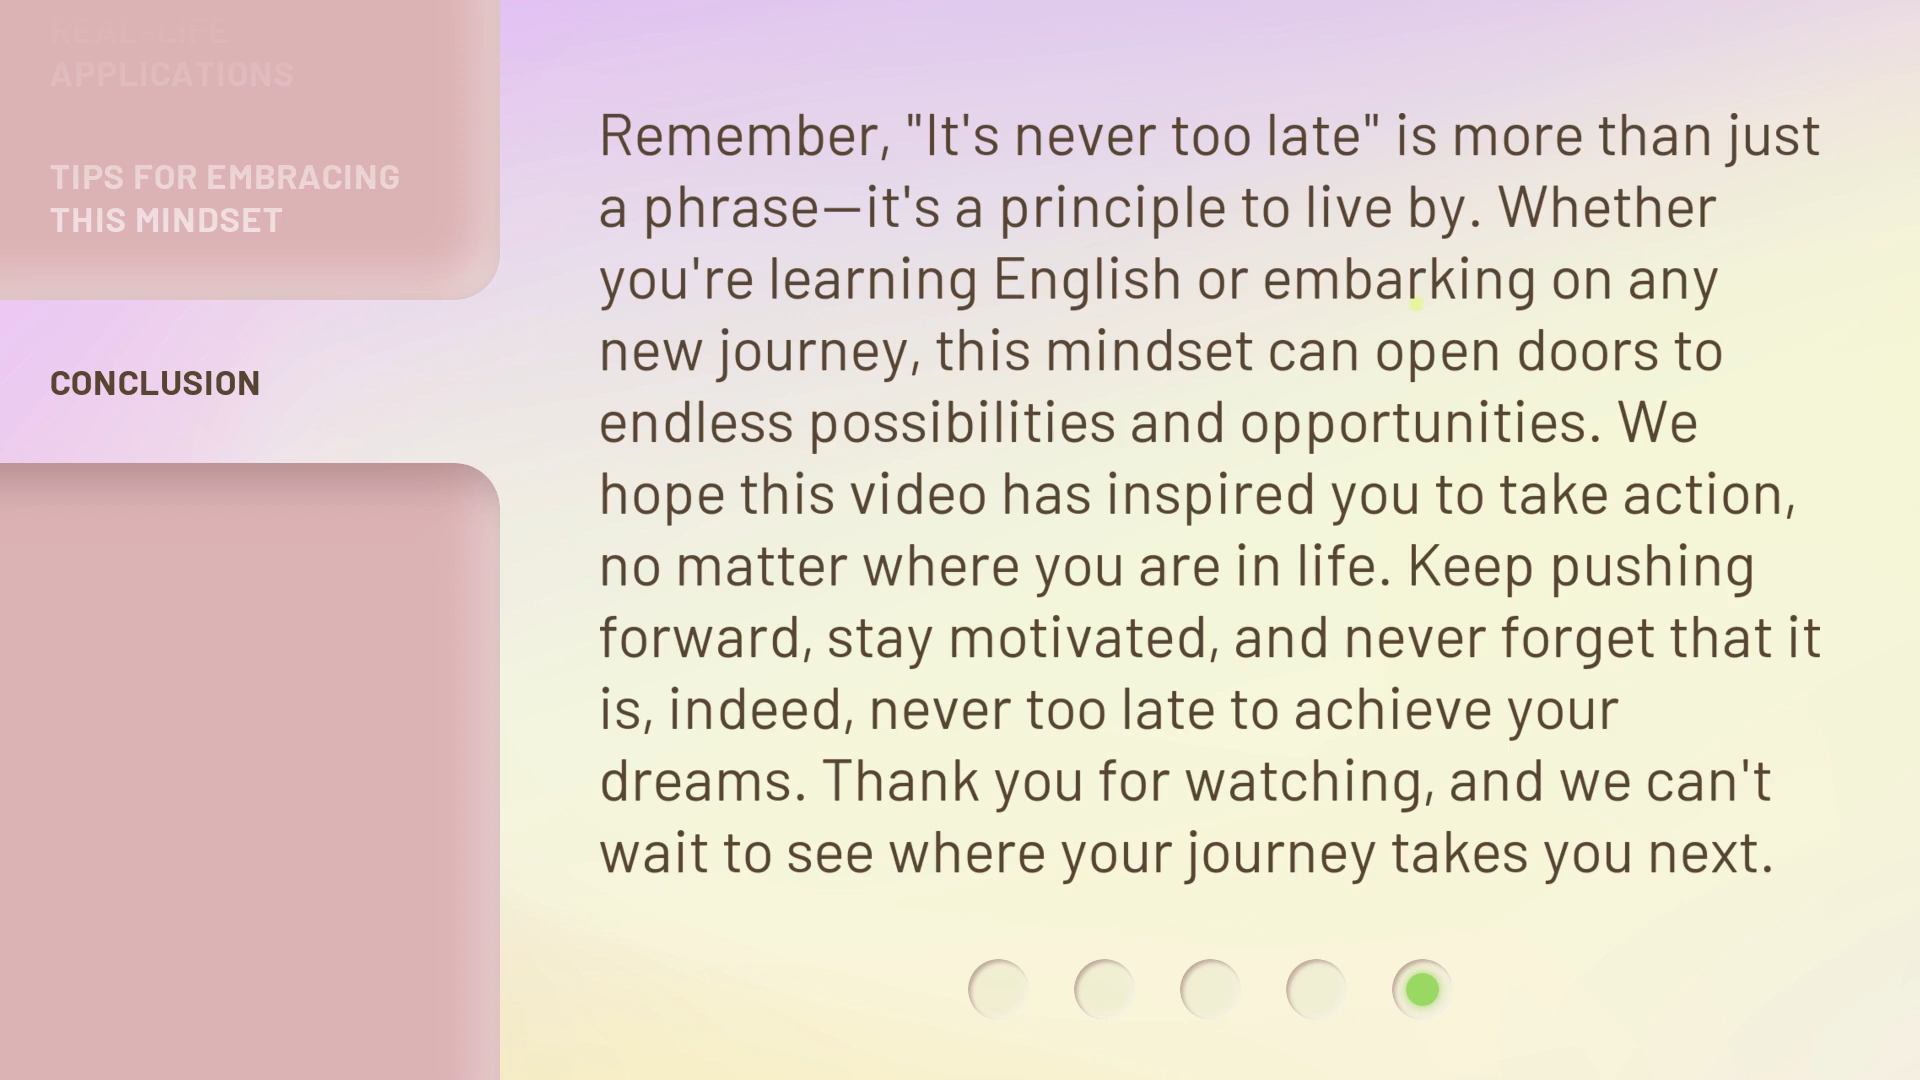 REAL-LIFE
APPLICATIONS
TIPS FOR EMBRACING
THIS MINDSET
CONCLUSION
Remember, "It's never too late" is more than just
a phrase—it's a principle to live by. Whether
you're learning English or embarking on any
new journey, this mindset can open doors to
endless possibilities and opportunities. We
hope this video has inspired you to take action,
no matter where you are in life. Keep pushing
forward, stay motivated, and never forget that it
is, indeed, never too late to achieve your
dreams. Thank you for watching, and we can't
wait to see where your journey takes you next.